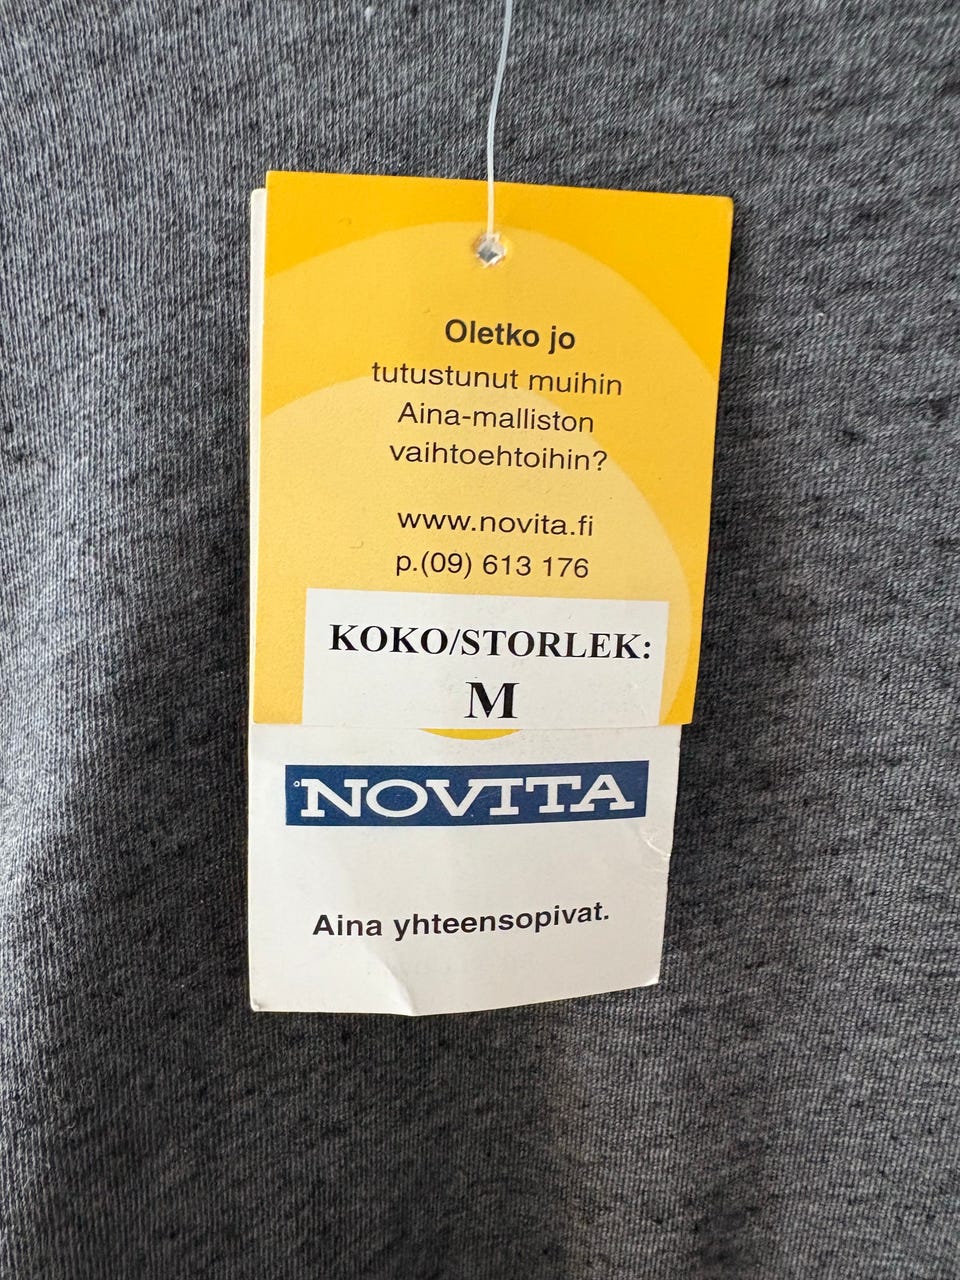 Oletko jo
tutustunut muihin
Aina-malliston
vaihtoehtoihin?
www.novita.fi
p.(09) 613 176
KOKO/STORLEK:
M
NOVITA
Aina yhteensopivat.